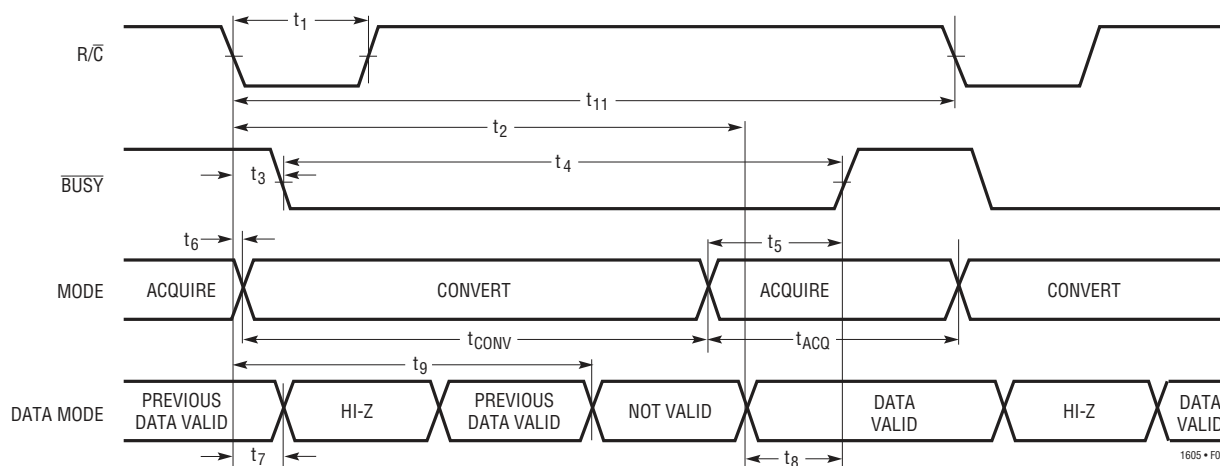 t1
R/C̅
t11
t2
B̅U̅S̅Y̅
t3
t4
t6
t5
MODE
ACQUIRE
CONVERT
ACQUIRE
CONVERT
tCONV
tACQ
t9
DATA MODE
PREVIOUS
DATA VALID
HI-Z
PREVIOUS
DATA VALID
NOT VALID
DATA
VALID
HI-Z
DATA
VALID
t7
t8
1605 • F0